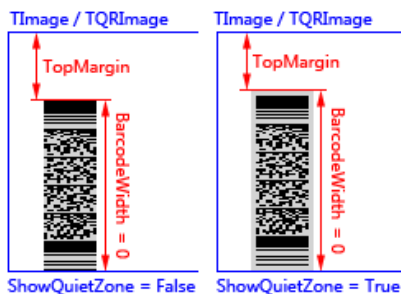 TImage / TQRImage
TopMargin
BarcodeWidth = 0
ShowQuietZone = False
TImage / TQRImage
TopMargin
BarcodeWidth = 0
ShowQuietZone = True